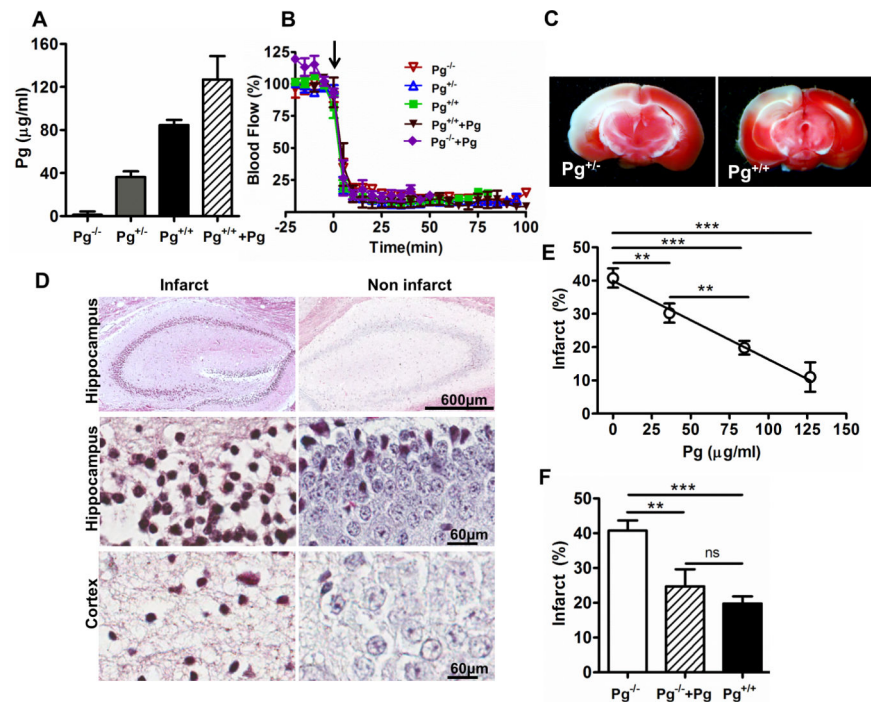 A
Pg (μg/ml)
160
120
80
40
0
Pg-/-
Pg+/-
Pg+/+
Pg+/++Pg
B
Blood Flow (%)
125
100
75
50
25
0
-25
0
25
50
75
100
Time(min)
Pg-/-
Pg+/-
Pg+/+
Pg+/++Pg
Pg-/-+Pg
C
Pg+/-
Pg+/+
D
Infarct
Non infarct
Hippocampus
600μm
Hippocampus
60μm
Cortex
60μm
E
Infarct (%)
50
40
30
20
10
0
0
25
50
75
100
125
150
Pg (μg/ml)
***
***
**
**
F
Infarct (%)
50
40
30
20
10
0
***
**
ns
Pg-/-
Pg-/-+Pg
Pg+/+